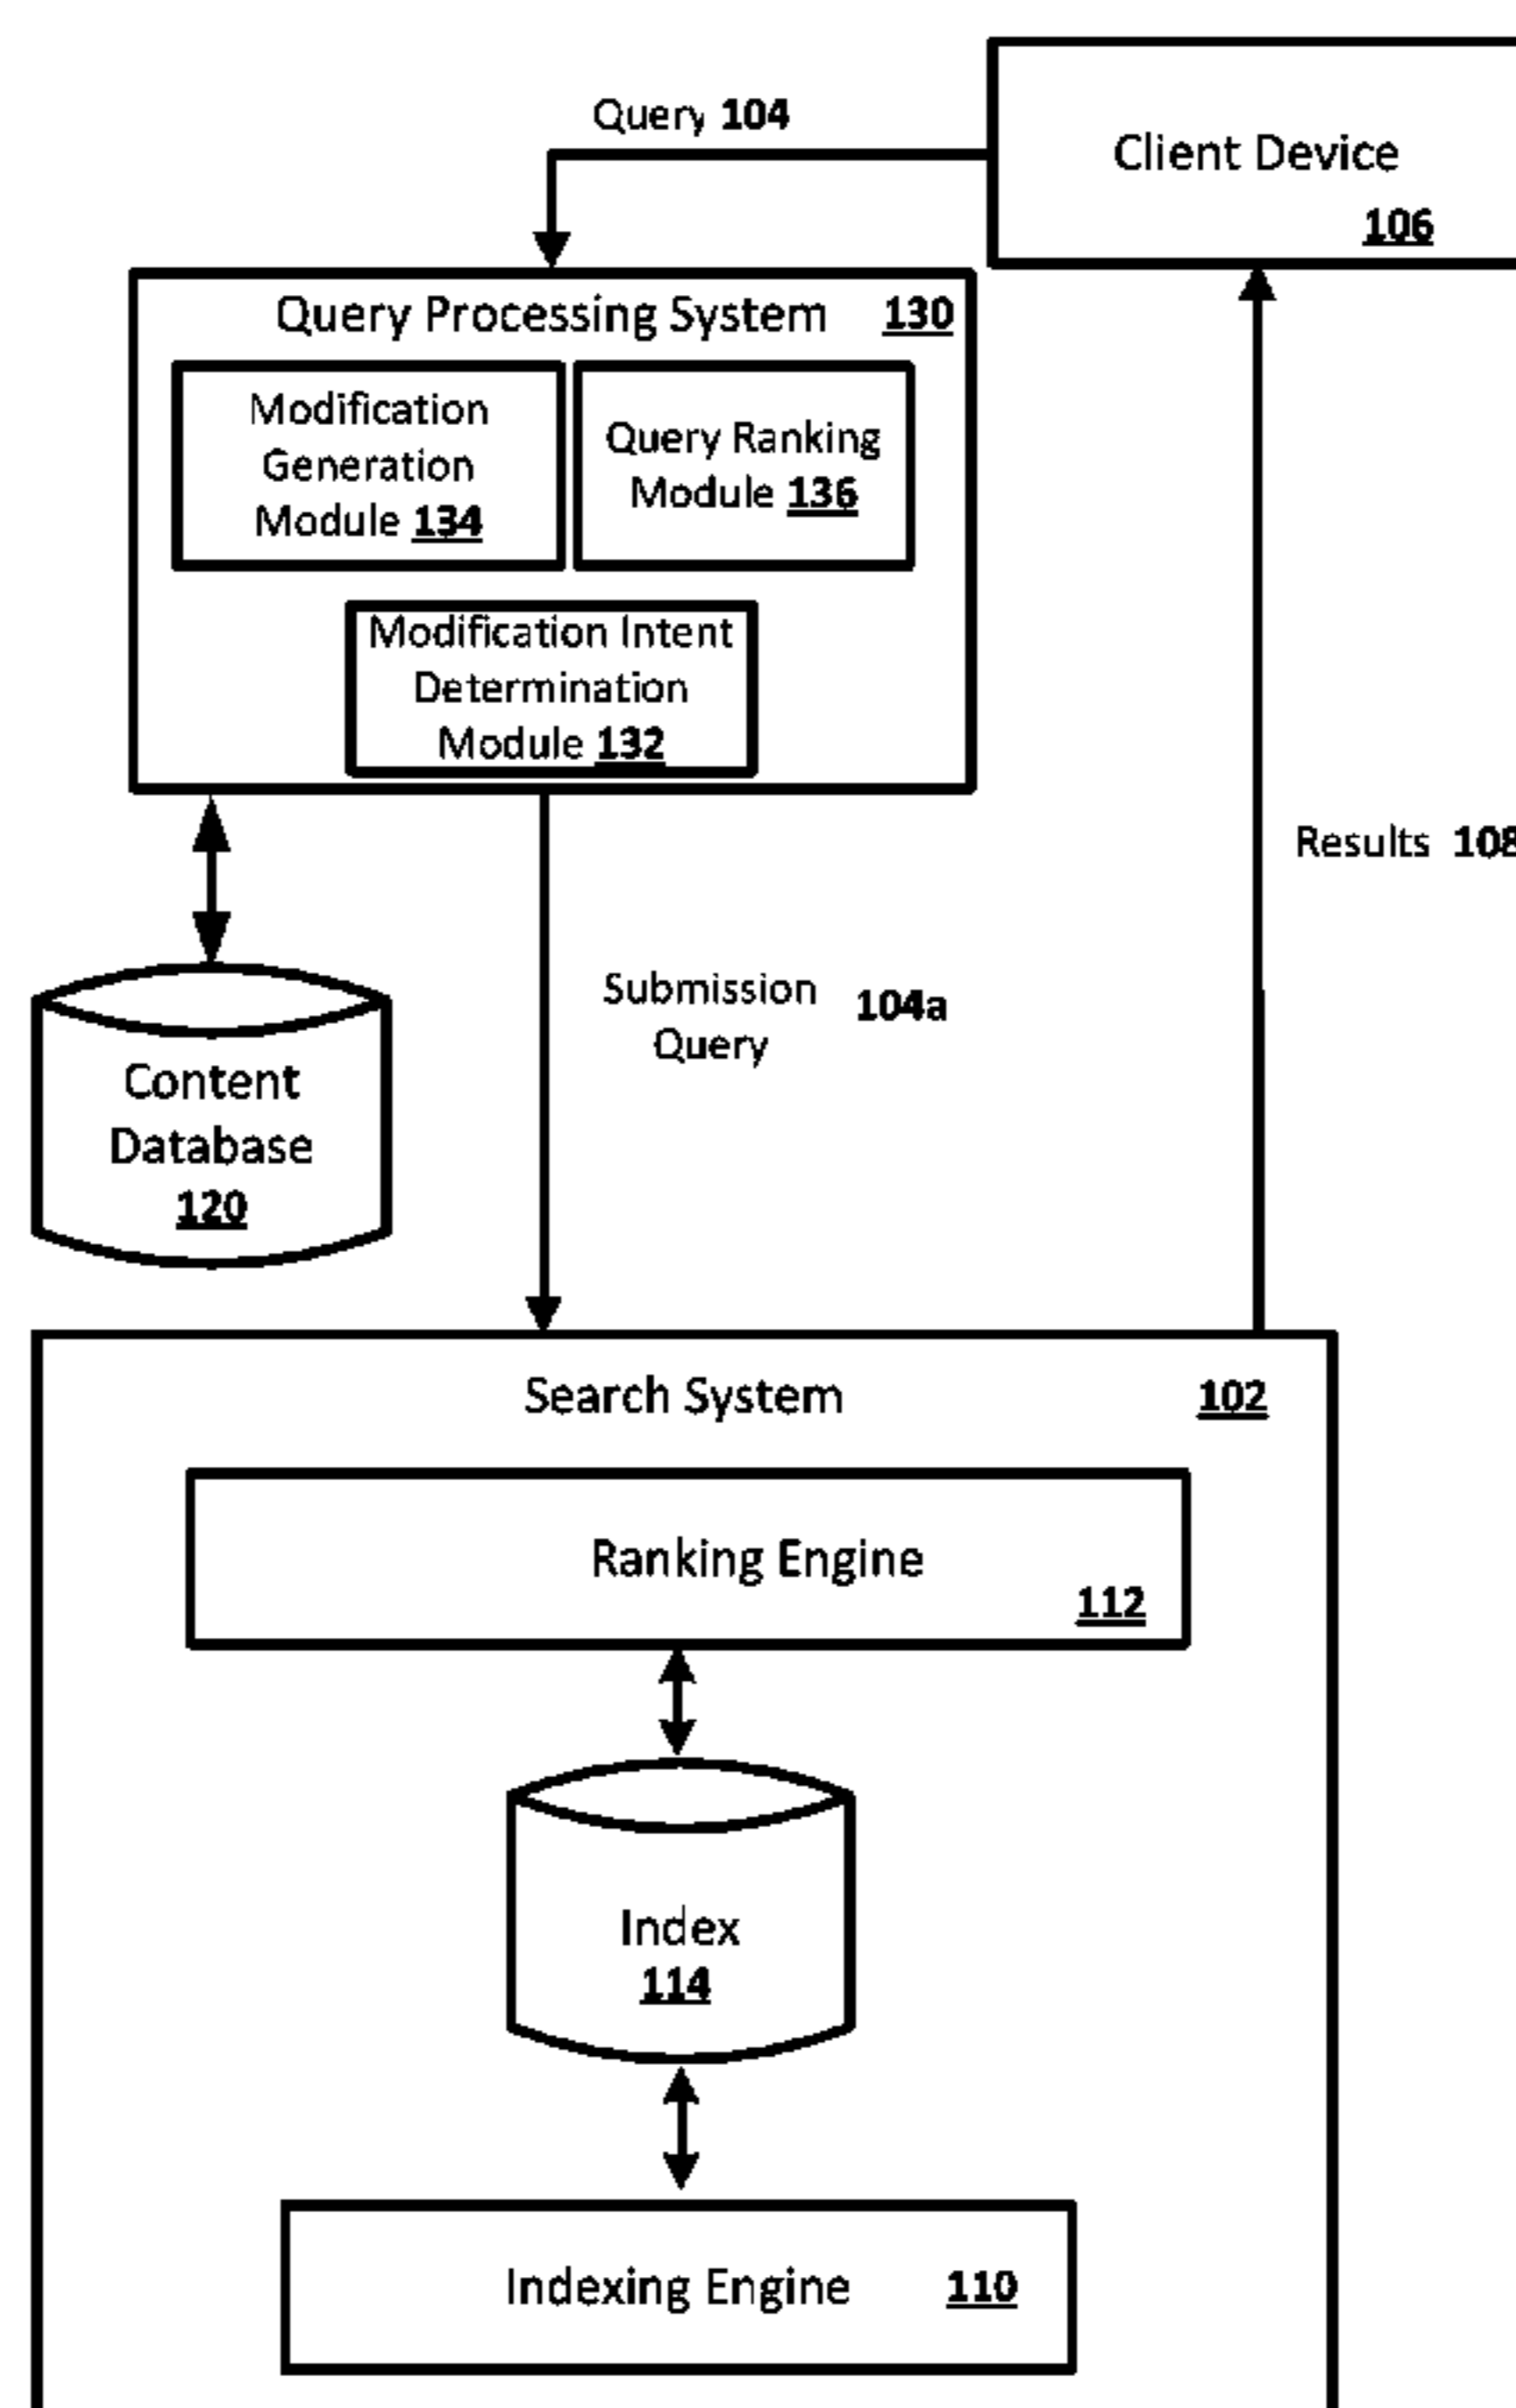 Query 104
Client Device
106
Query Processing System 130
Modification
Generation
Module 134
Query Ranking
Module 136
Modification Intent
Determination
Module 132
Results 108
Submission
Query
104a
Content
Database
120
Search System 102
Ranking Engine
112
Index
114
Indexing Engine 110